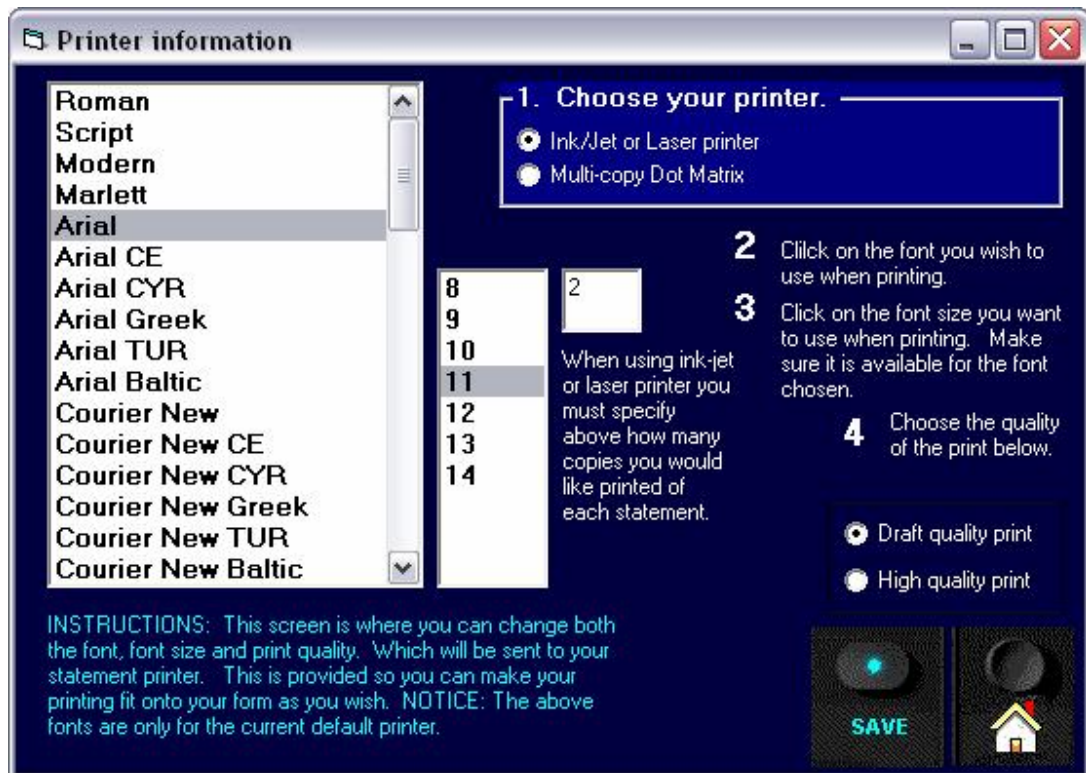 Printer information
Roman
Script
Modern
Marlett
Arial
Arial CE
Arial CYR
Arial Greek
Arial TUR
Arial Baltic
Courier New
Courier New CE
Courier New CYR
Courier New Greek
Courier New TUR
Courier New Baltic
8
9
10
11
12
13
14
2
When using ink-jet
or laser printer you
must specify
above how many
copies you would
like printed of
each statement.
1. Choose your printer.
Ink/Jet or Laser printer
Multi-copy Dot Matrix
2 Clilck on the font you wish to
use when printing.
3 Click on the font size you want
to use when printing. Make
sure it is available for the font
chosen.
4 Choose the quality
of the print below.
Draft quality print
High quality print
INSTRUCTIONS: This screen is where you can change both
the font, font size and print quality. Which will be sent to your
statement printer. This is provided so you can make your
printing fit onto your form as you wish. NOTICE: The above
fonts are only for the current default printer.
SAVE